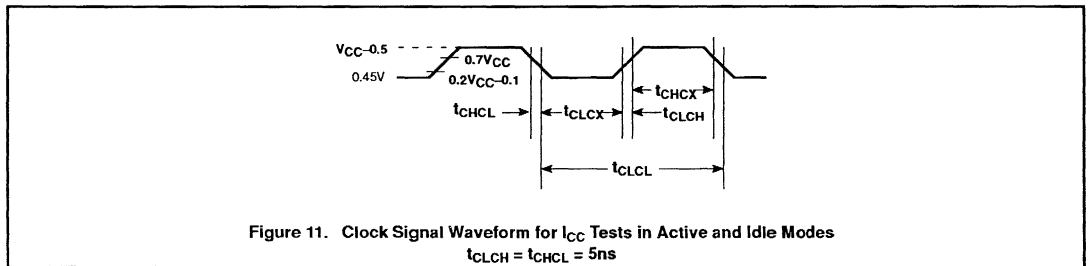 VCC–0.5
0.7VCC
0.45V
0.2VCC–0.1
tCHCX
tCHCL
tCLCX
tCLCH
tCLCL
Figure 11. Clock Signal Waveform for ICC Tests in Active and Idle Modes
tCLCH = tCHCL = 5ns